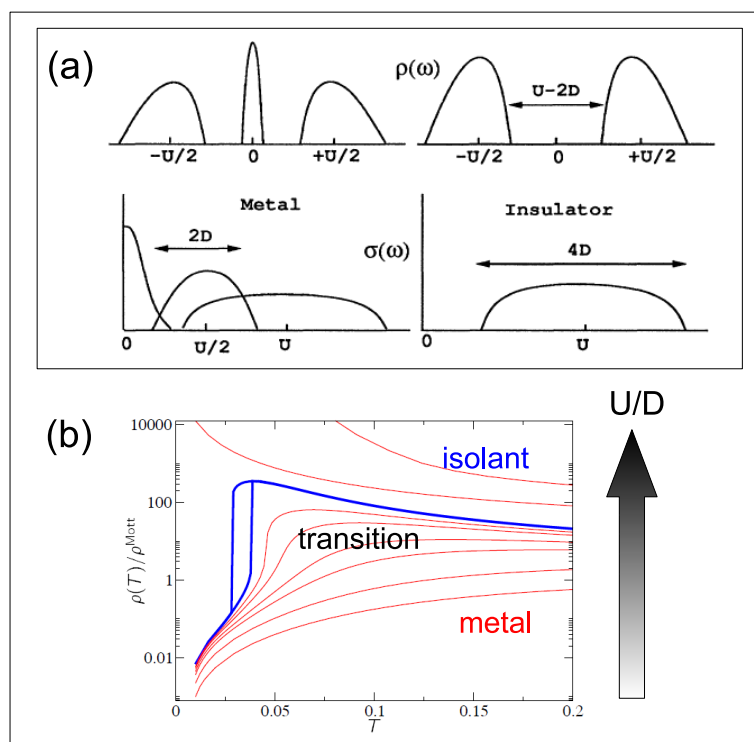 (a)
ρ(ω)
U-2D
-U/2 0 +U/2
-U/2 0 +U/2
Metal
Insulator
2D
σ(ω)
4D
0 U/2 U
0 U
(b)
U/D
10000
100
1
0.01
ρ(T)/ρ^Mott
isolant
transition
metal
0 0.05 0.1 0.15 0.2
T